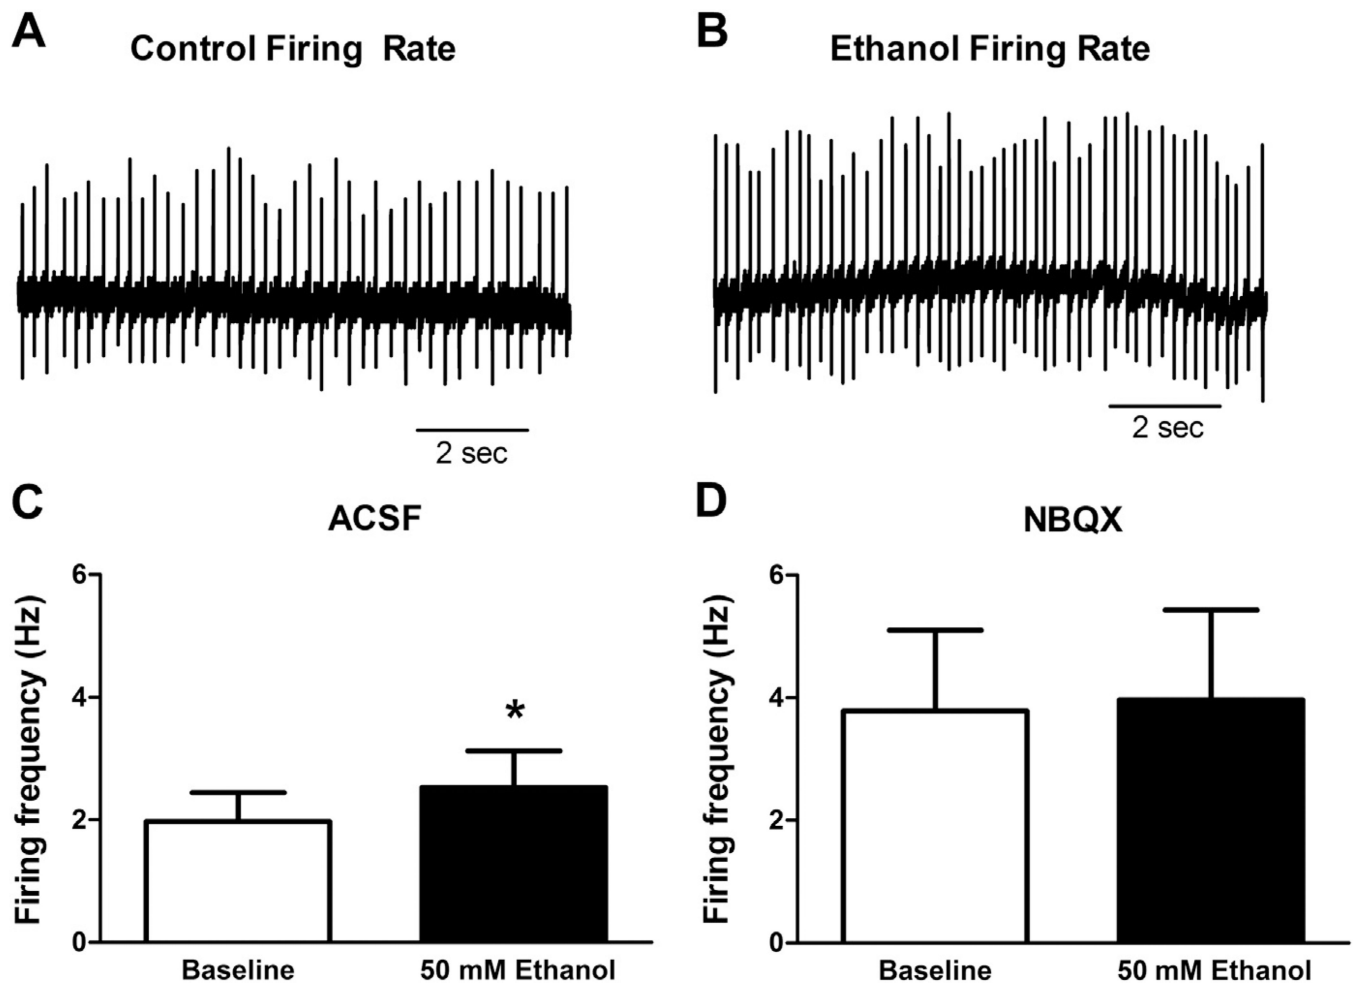 A
Control Firing Rate
2 sec
B
Ethanol Firing Rate
2 sec
C
ACSF
Firing frequency (Hz)
6
4
2
0
*
Baseline
50 mM Ethanol
D
NBQX
Firing frequency (Hz)
6
4
2
0
Baseline
50 mM Ethanol